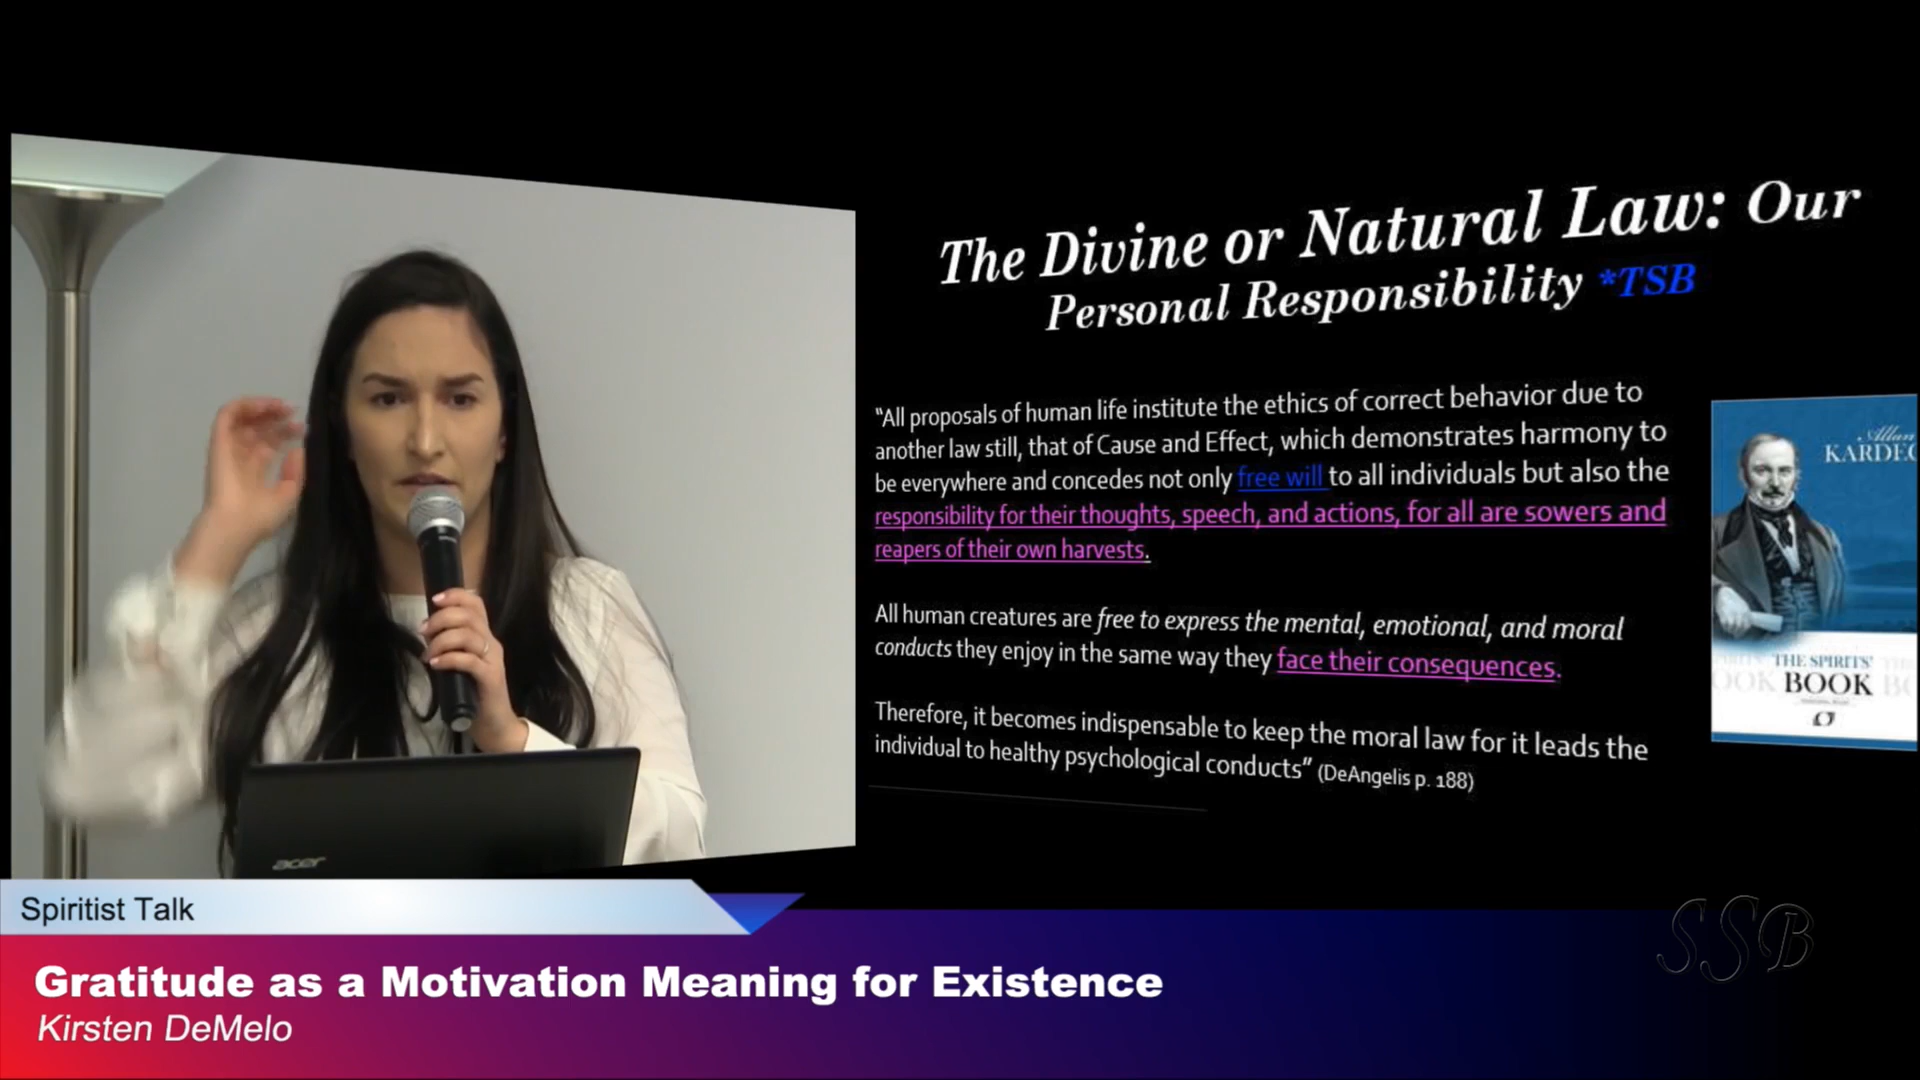 The Divine or Natural Law: Our
Personal Responsibility *TSB
"All proposals of human life institute the ethics of correct behavior due to
another law still, that of Cause and Effect, which demonstrates harmony to
be everywhere and concedes not only free will to all individuals but also the
responsibility for their thoughts, speech, and actions, for all are sowers and
reapers of their own harvests.
All human creatures are free to express the mental, emotional, and moral
conducts they enjoy in the same way they face their consequences.
Therefore, it becomes indispensable to keep the moral law for it leads the
individual to healthy psychological conducts" (DeAngelis p. 188)
Allan
KARDEC
THE SPIRITS'
BOOK
acer
Spiritist Talk
SSB
Gratitude as a Motivation Meaning for Existence
Kirsten DeMelo